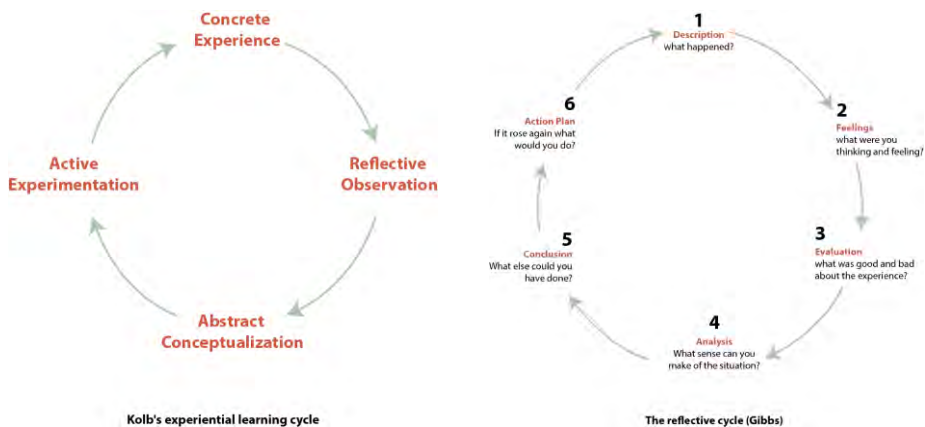 Concrete
Experience
Reflective
Observation
Abstract
Conceptualization
Active
Experimentation
Kolb's experiential learning cycle
1
Description
what happened?
2
Feelings
what were you
thinking and feeling?
3
Evaluation
what was good and bad
about the experience?
4
Analysis
What sense can you
make of the situation?
5
Conclusion
What else could you
have done?
6
Action Plan
If it rose again what
would you do?
The reflective cycle (Gibbs)